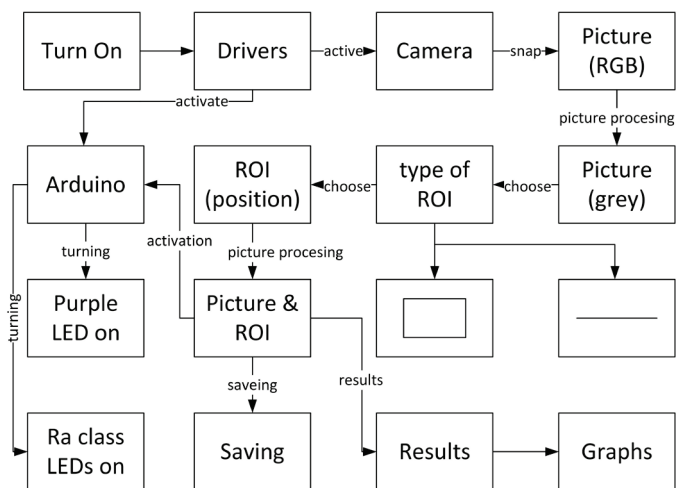 Turn On
Drivers
active
Camera
snap
Picture
(RGB)
activate
picture procesing
Arduino
ROI
(position)
choose
type of
ROI
choose
Picture
(grey)
turning
activation
picture procesing
turning
Purple
LED on
Picture &
ROI
saveing
results
Ra class
LEDs on
Saving
Results
Graphs